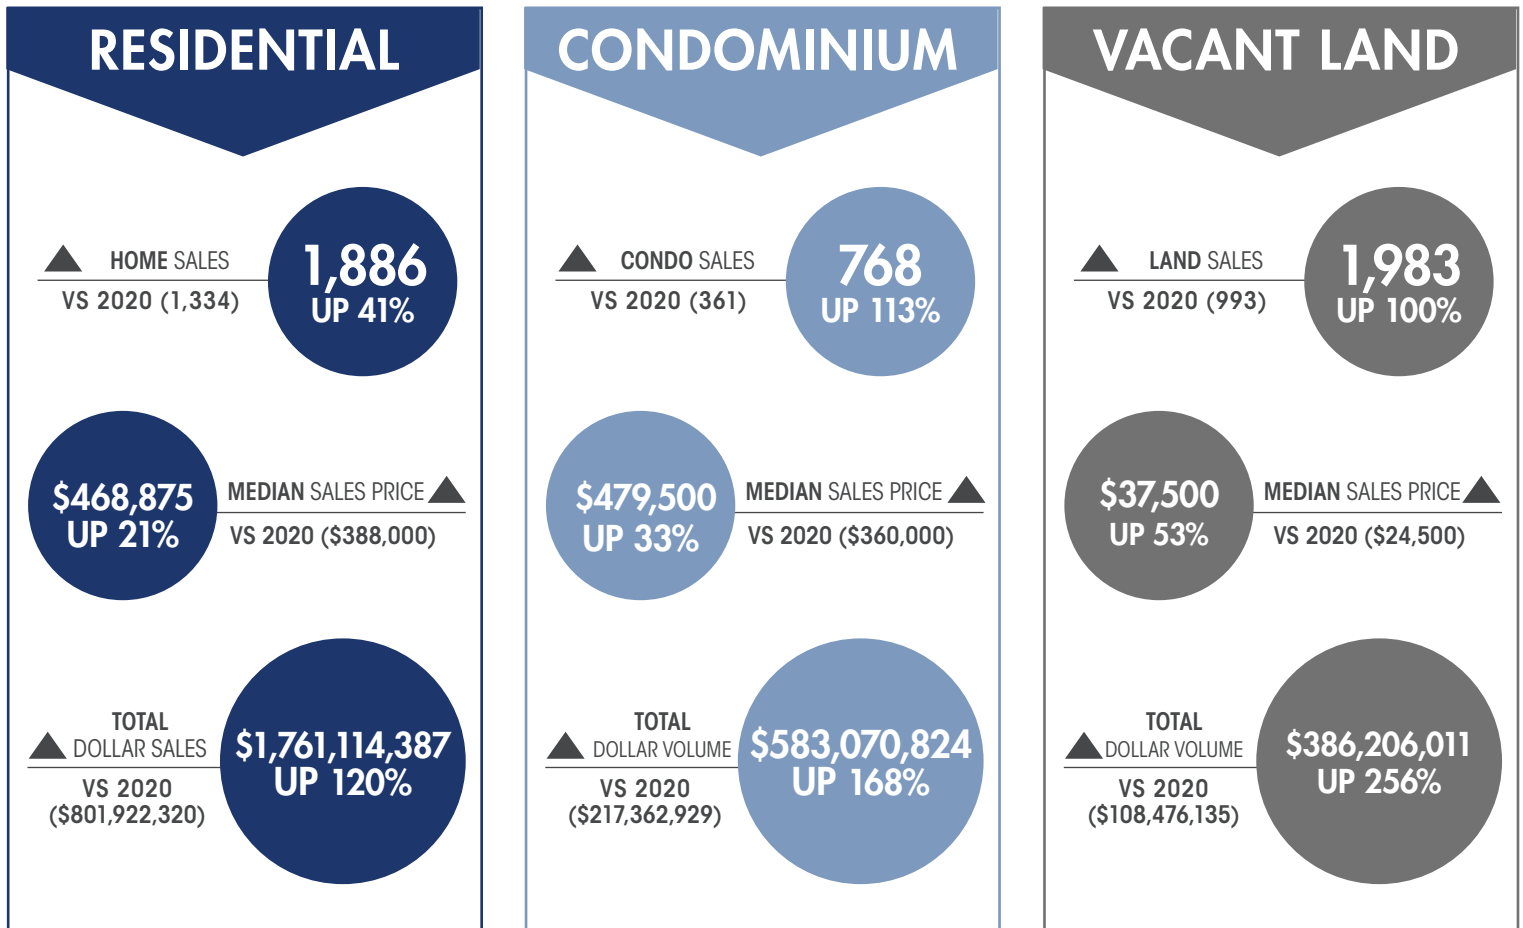 RESIDENTIAL
HOME SALES
VS 2020 (1,334)
1,886
UP 41%
$468,875
UP 21%
MEDIAN SALES PRICE
VS 2020 ($388,000)
TOTAL
DOLLAR SALES
VS 2020
($801,922,320)
$1,761,114,387
UP 120%
CONDOMINIUM
CONDO SALES
VS 2020 (361)
768
UP 113%
$479,500
UP 33%
MEDIAN SALES PRICE
VS 2020 ($360,000)
TOTAL
DOLLAR VOLUME
VS 2020
($217,362,929)
$583,070,824
UP 168%
VACANT LAND
LAND SALES
VS 2020 (993)
1,983
UP 100%
$37,500
UP 53%
MEDIAN SALES PRICE
VS 2020 ($24,500)
TOTAL
DOLLAR VOLUME
VS 2020
($108,476,135)
$386,206,011
UP 256%